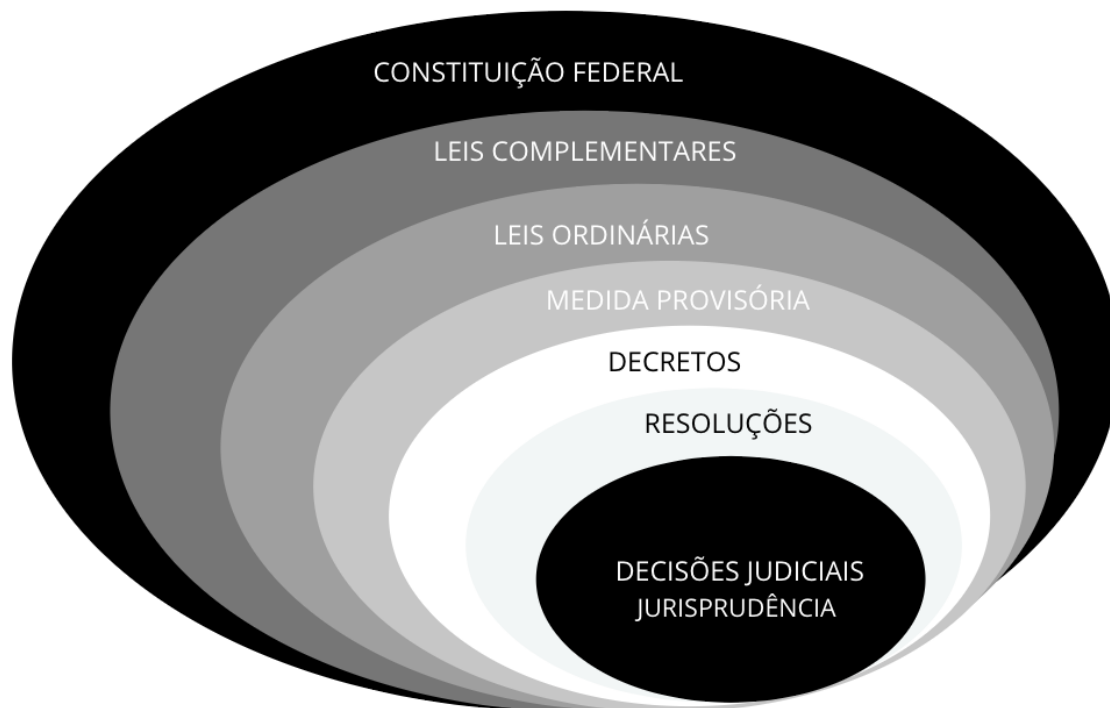 CONSTITUIÇÃO FEDERAL
LEIS COMPLEMENTARES
LEIS ORDINÁRIAS
MEDIDA PROVISÓRIA
DECRETOS
RESOLUÇÕES
DECISÕES JUDICIAIS
JURISPRUDÊNCIA